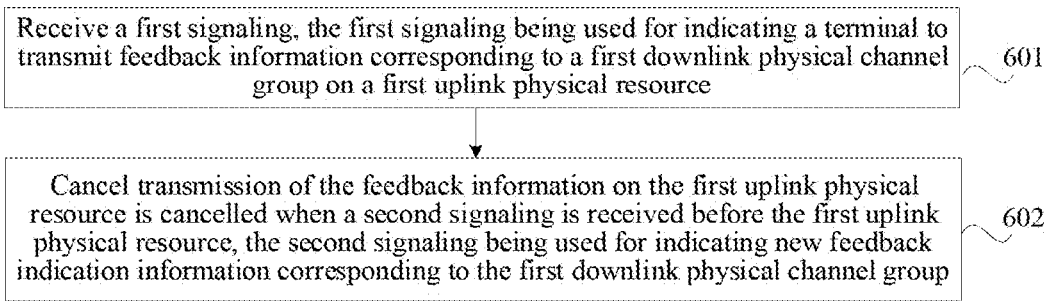 Receive a first signaling, the first signaling being used for indicating a terminal to
transmit feedback information corresponding to a first downlink physical channel
group on a first uplink physical resource
601
Cancel transmission of the feedback information on the first uplink physical
resource is cancelled when a second signaling is received before the first uplink
physical resource, the second signaling being used for indicating new feedback
indication information corresponding to the first downlink physical channel group
602